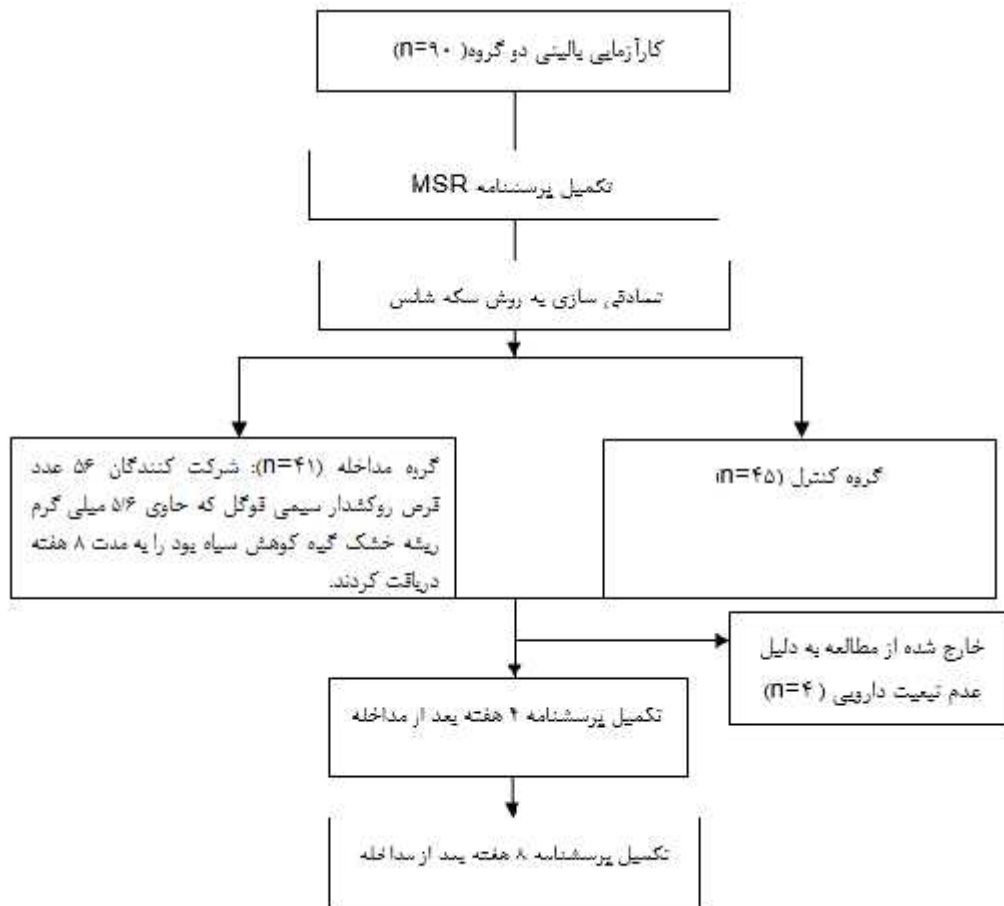 کارآزمایی بالینی دو گروه( n=۹۰)
تکمیل پرسشنامه MSR
تصادفی سازی به روش سکه شانس
گروه مداخله (n=۴۱): شرکت کنندگان ۵۶ عدد
قرص روکشدار سیمی فوگل که حاوی ۵/۶ میلی گرم
ریشه خشک گیاه کوهش سیاه بود را به مدت ۸ هفته
دریافت کردند.
گروه کنترل (n=۴۵)
خارج شده از مطالعه به دلیل
عدم تبعیت دارویی ( n=۴)
تکمیل پرسشنامه ۴ هفته بعد از مداخله
تکمیل پرسشنامه ۸ هفته بعد از مداخله